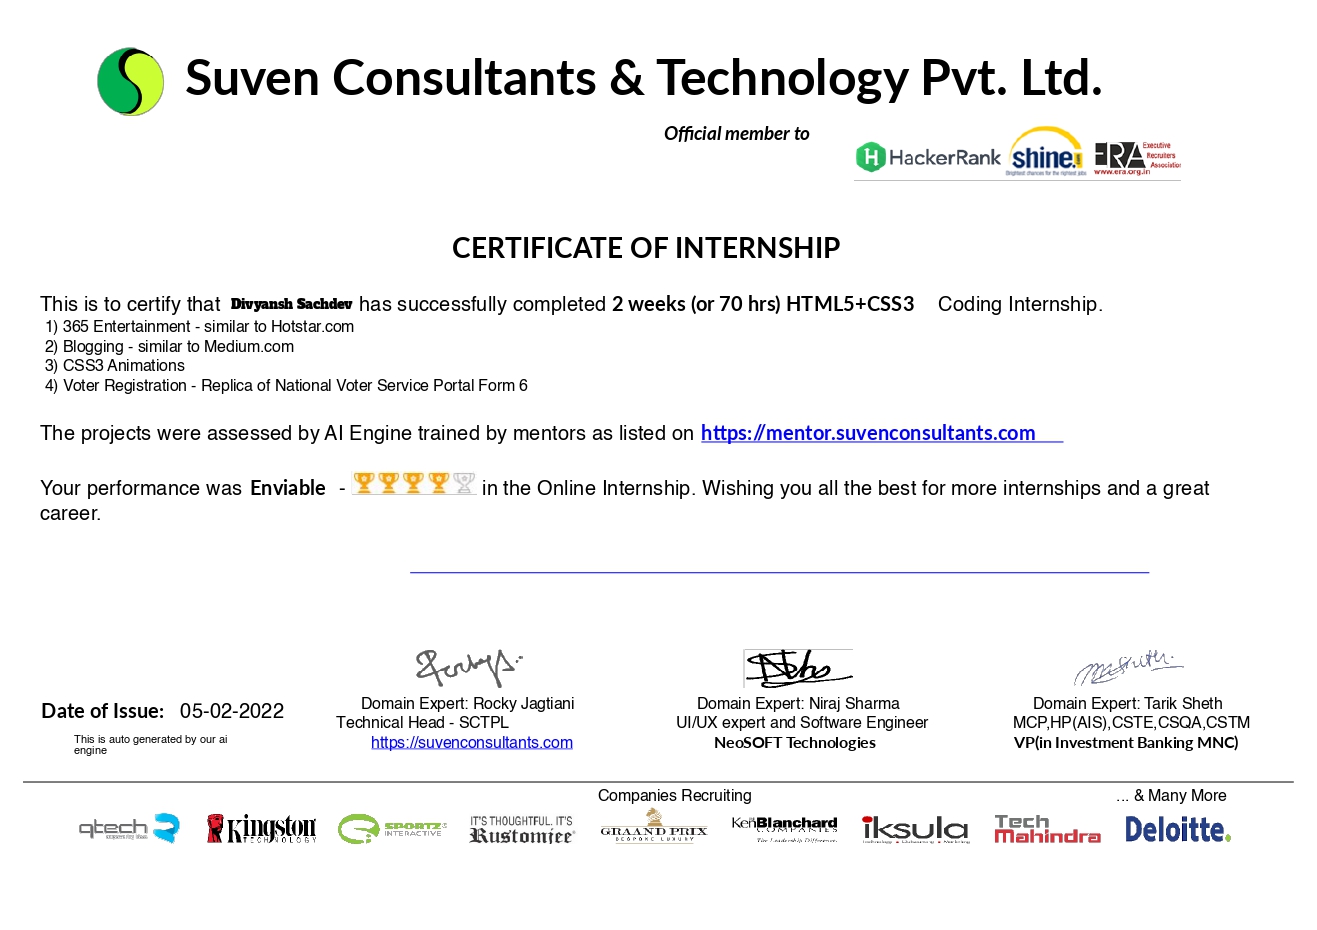 Suven Consultants & Technology Pvt. Ltd.
Official member to
HackerRank
shine.com
Brightest chances for the rightest jobs
ERA Executive Recruiters Association
www.era.org.in
CERTIFICATE OF INTERNSHIP
This is to certify that Divyansh Sachdev has successfully completed 2 weeks (or 70 hrs) HTML5+CSS3 Coding Internship.
1) 365 Entertainment - similar to Hotstar.com
2) Blogging - similar to Medium.com
3) CSS3 Animations
4) Voter Registration - Replica of National Voter Service Portal Form 6
The projects were assessed by AI Engine trained by mentors as listed on https://mentor.suvenconsultants.com
Your performance was Enviable - in the Online Internship. Wishing you all the best for more internships and a great
career.
Date of Issue: 05-02-2022
This is auto generated by our ai
engine
Domain Expert: Rocky Jagtiani
Technical Head - SCTPL
https://suvenconsultants.com
Domain Expert: Niraj Sharma
UI/UX expert and Software Engineer
NeoSOFT Technologies
Domain Expert: Tarik Sheth
MCP,HP(AIS),CSTE,CSQA,CSTM
VP(in Investment Banking MNC)
Companies Recruiting
... & Many More
qtech
Kingston
TECHNOLOGY
SPORTZ
INTERACTIVE
IT'S THOUGHTFUL. IT'S
Rustomjee
GRAAND PRIX
BESPOKE LUXURY
Ken Blanchard
COMPANIES
The Leadership Difference.
iksula
Tech
Mahindra
Deloitte.